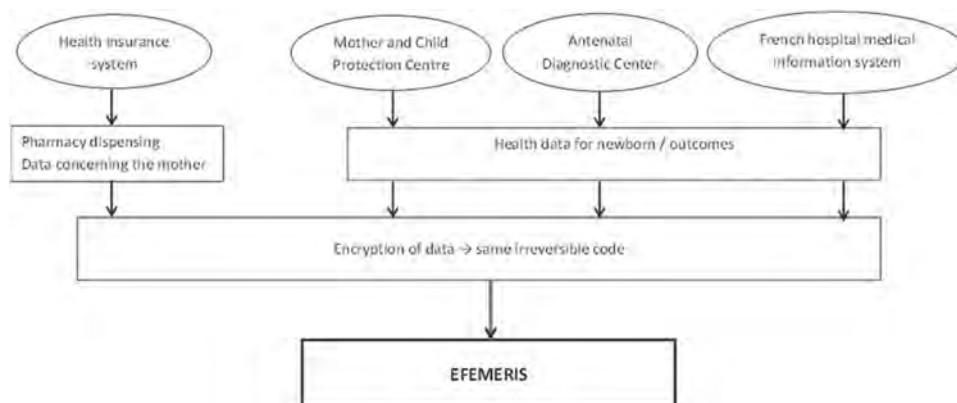 Health insurance
system
Mother and Child
Protection Centre
Antenatal
Diagnostic Center
French hospital medical
information system
Pharmacy dispensing
Data concerning the mother
Health data for newborn / outcomes
Encryption of data → same irreversible code
EFEMERIS